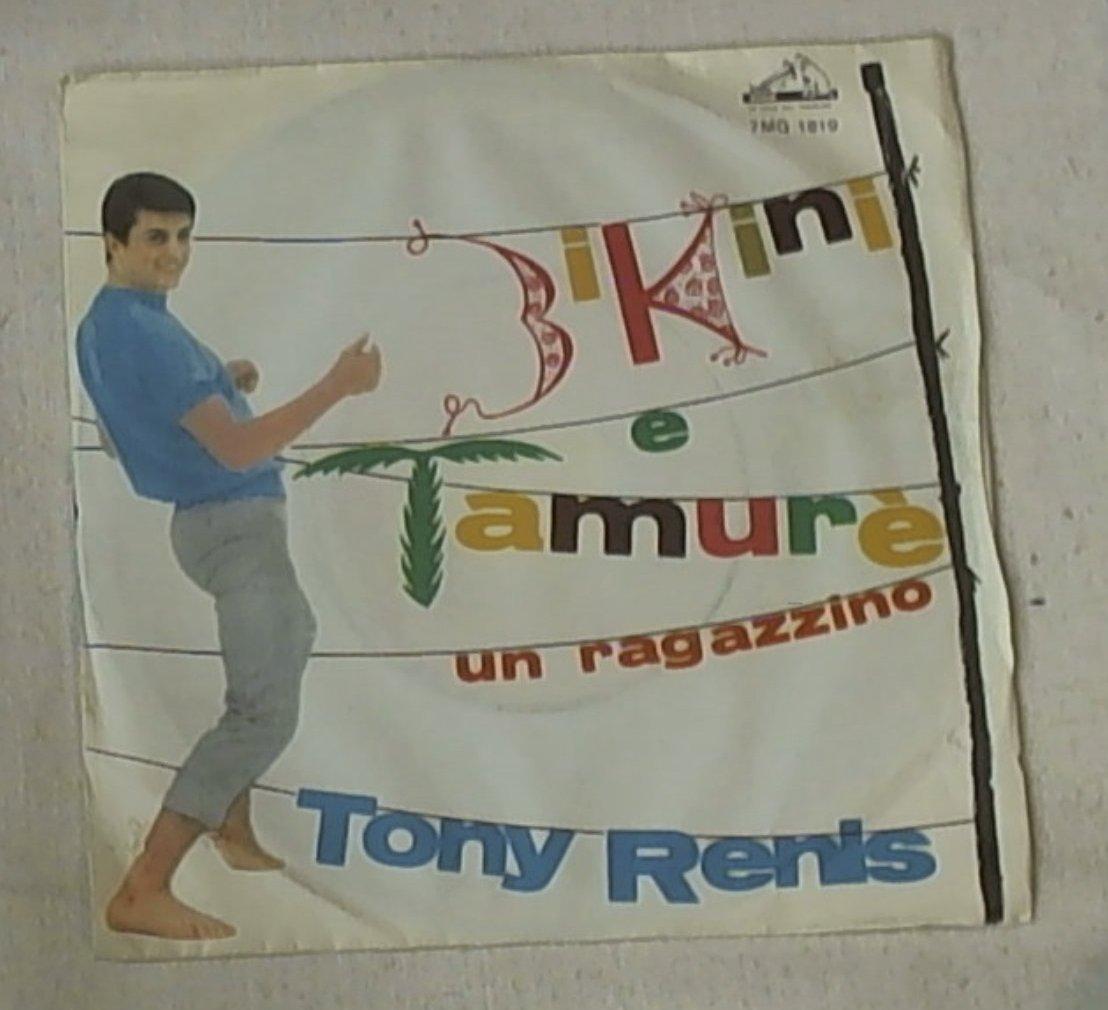 7MQ 1819
Bikini
e
Tamurè
un ragazzino
Tony Renis